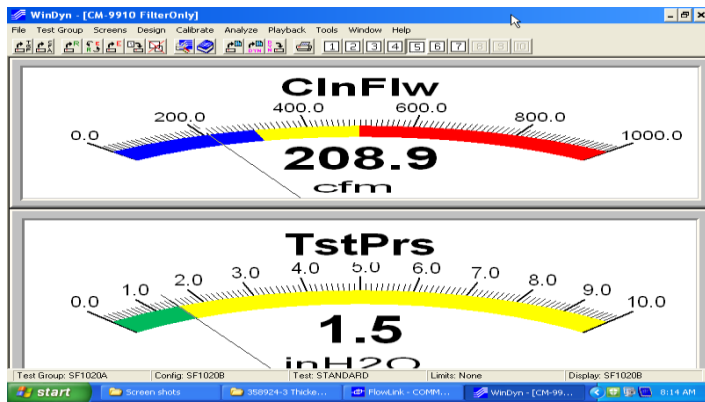 WinDyn - [CM-9910 FilterOnly]
File Test Group Screens Design Calibrate Analyze Playback Tools Window Help
1 2 3 4 5 6 7 8 9 10
ClnFlw
0.0 200.0 400.0 600.0 800.0 1000.0
208.9
cfm
TstPrs
0.0 1.0 2.0 3.0 4.0 5.0 6.0 7.0 8.0 9.0 10.0
1.5
inH2O
Test Group: SF1020A Config: SF1020B Test: STANDARD Limits: None Display: SF1020B
start Screen shots 358924-3 Thicke... FlowLink - COMM... WinDyn - [CM-99... 8:14 AM